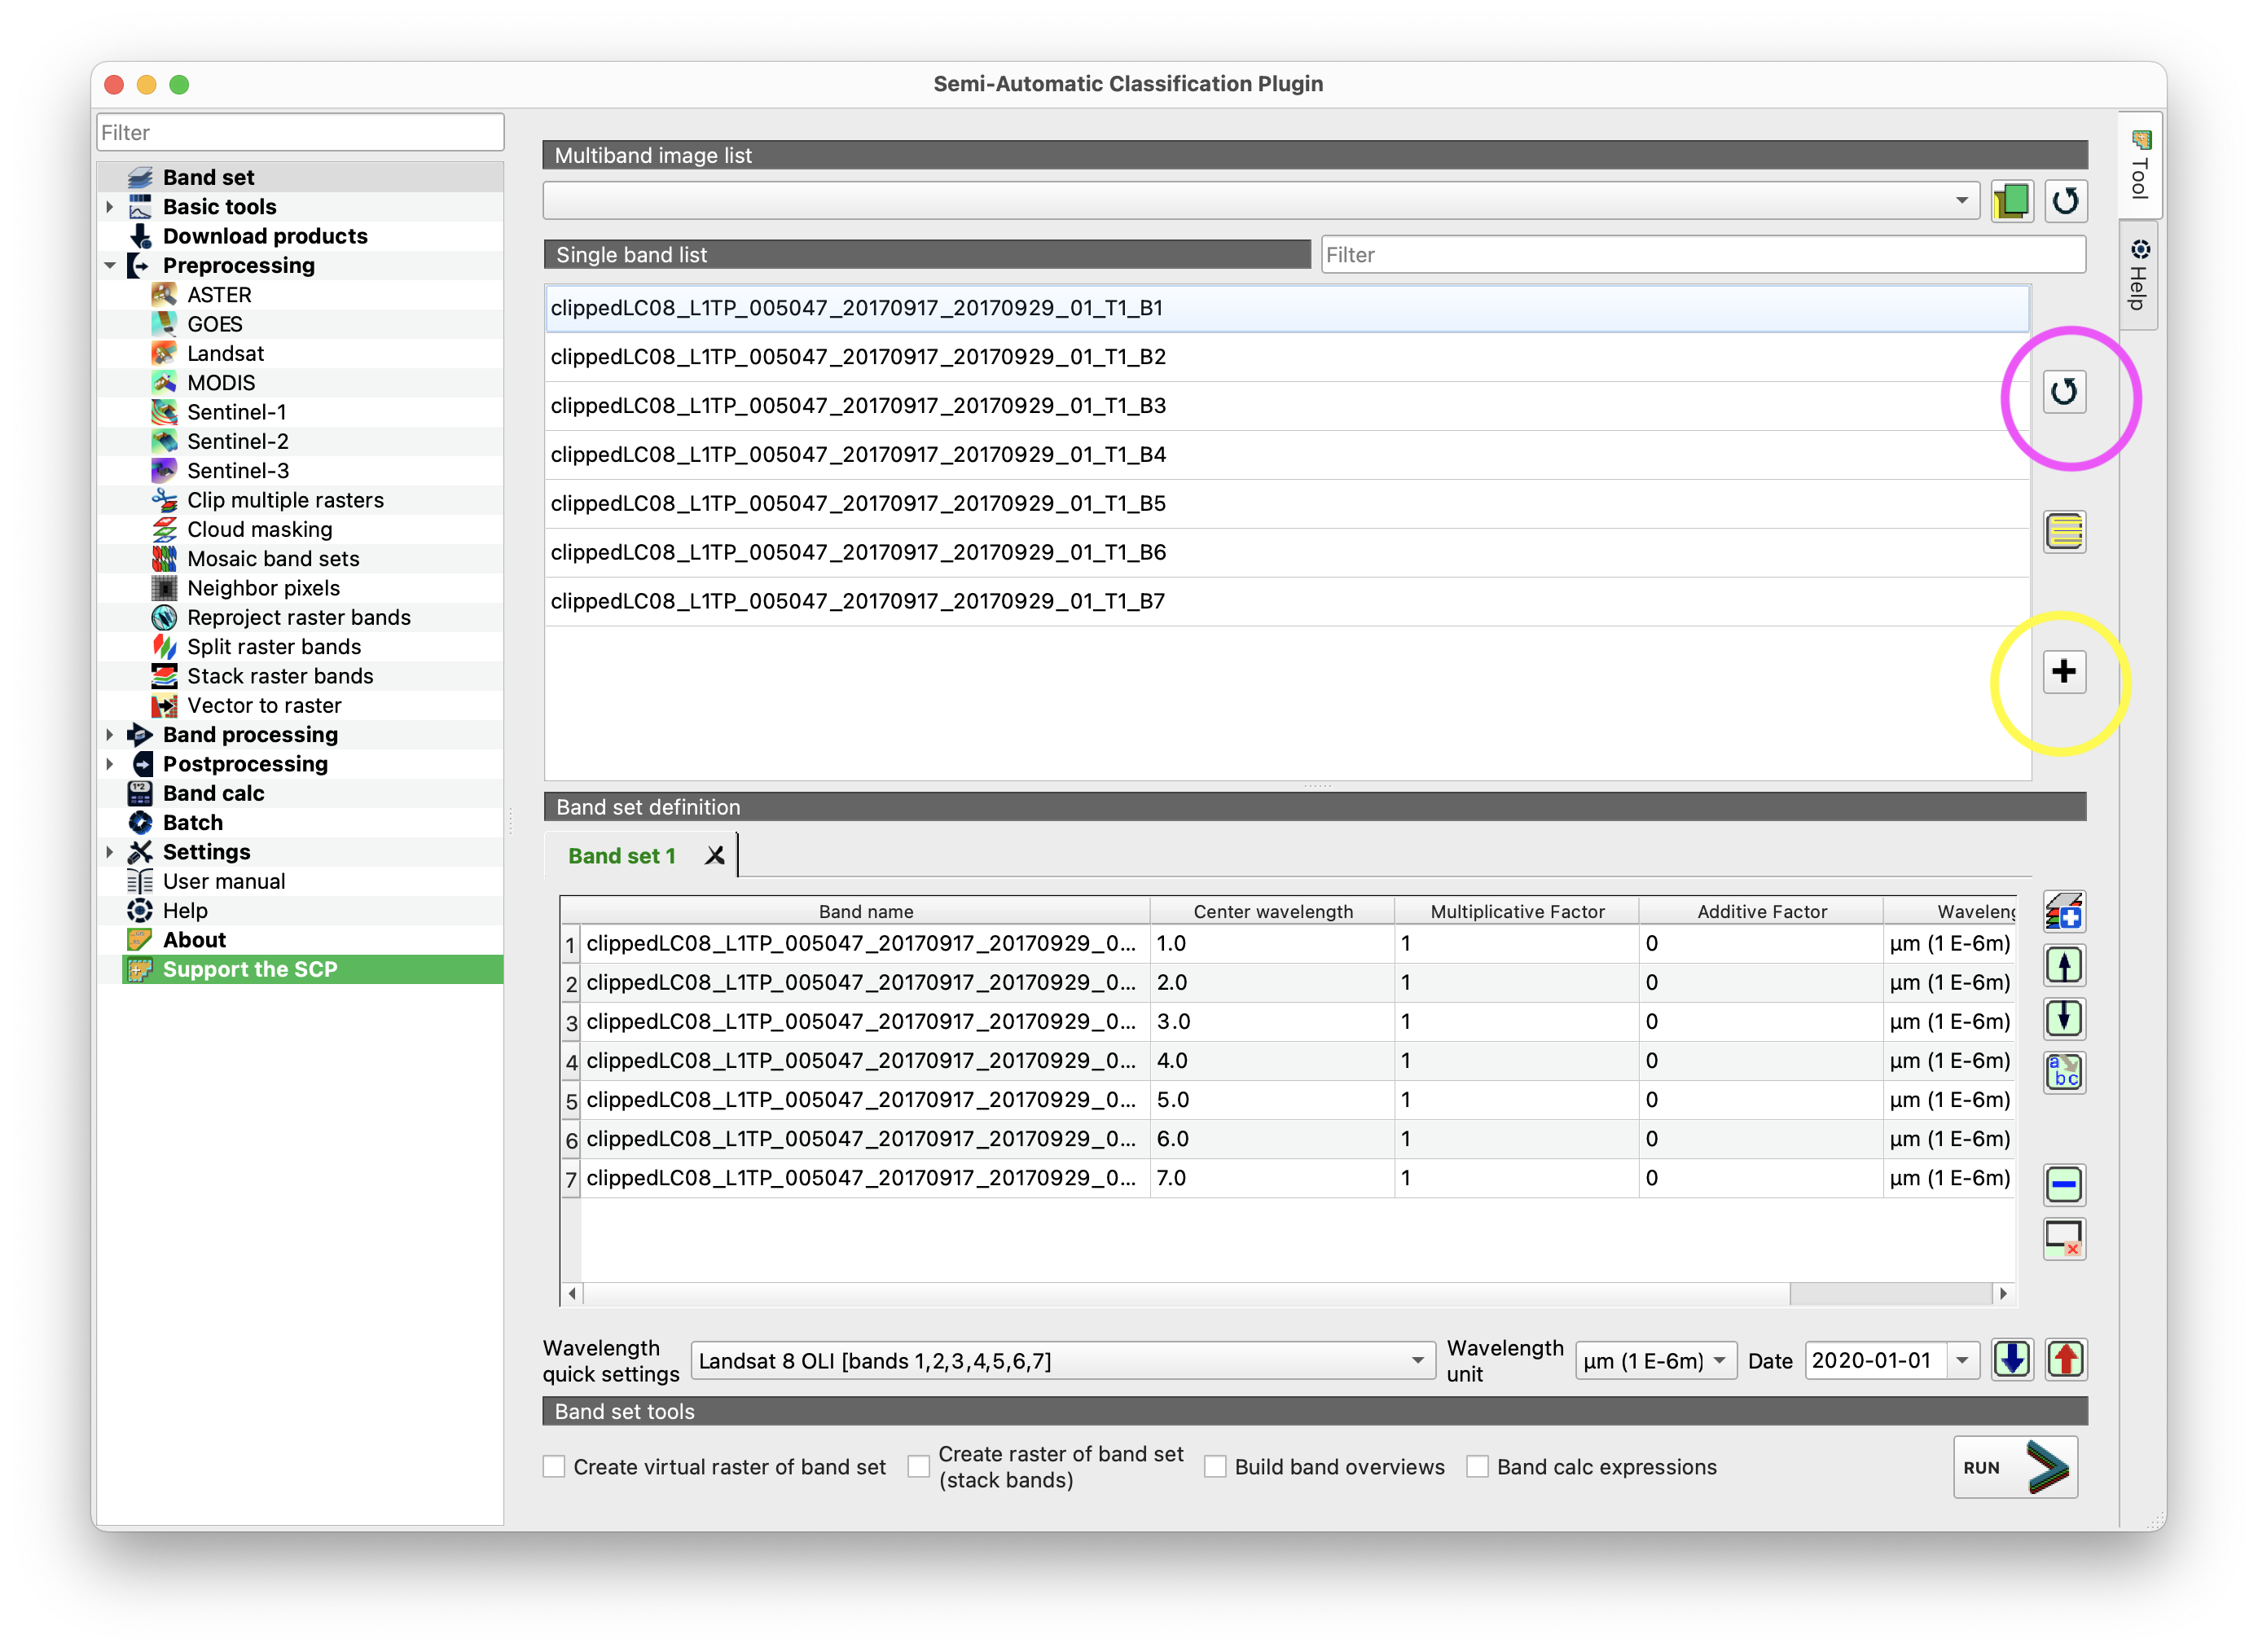 Semi-Automatic Classification Plugin
Filter
Band set
Basic tools
Download products
Preprocessing
ASTER
GOES
Landsat
MODIS
Sentinel-1
Sentinel-2
Sentinel-3
Clip multiple rasters
Cloud masking
Mosaic band sets
Neighbor pixels
Reproject raster bands
Split raster bands
Stack raster bands
Vector to raster
Band processing
Postprocessing
Band calc
Batch
Settings
User manual
Help
About
Support the SCP
Multiband image list
Single band list
Filter
clippedLC08_L1TP_005047_20170917_20170929_01_T1_B1
clippedLC08_L1TP_005047_20170917_20170929_01_T1_B2
clippedLC08_L1TP_005047_20170917_20170929_01_T1_B3
clippedLC08_L1TP_005047_20170917_20170929_01_T1_B4
clippedLC08_L1TP_005047_20170917_20170929_01_T1_B5
clippedLC08_L1TP_005047_20170917_20170929_01_T1_B6
clippedLC08_L1TP_005047_20170917_20170929_01_T1_B7
Band set definition
Band set 1
Band name Center wavelength Multiplicative Factor Additive Factor Waveleng
1 clippedLC08_L1TP_005047_20170917_20170929_0... 1.0 1 0 µm (1 E-6m)
2 clippedLC08_L1TP_005047_20170917_20170929_0... 2.0 1 0 µm (1 E-6m)
3 clippedLC08_L1TP_005047_20170917_20170929_0... 3.0 1 0 µm (1 E-6m)
4 clippedLC08_L1TP_005047_20170917_20170929_0... 4.0 1 0 µm (1 E-6m)
5 clippedLC08_L1TP_005047_20170917_20170929_0... 5.0 1 0 µm (1 E-6m)
6 clippedLC08_L1TP_005047_20170917_20170929_0... 6.0 1 0 µm (1 E-6m)
7 clippedLC08_L1TP_005047_20170917_20170929_0... 7.0 1 0 µm (1 E-6m)
a
bc
Wavelength
quick settings
Landsat 8 OLI [bands 1,2,3,4,5,6,7]
Wavelength
unit
µm (1 E-6m)
Date
2020-01-01
Band set tools
Create virtual raster of band set
Create raster of band set
(stack bands)
Build band overviews
Band calc expressions
RUN
Tool
Help